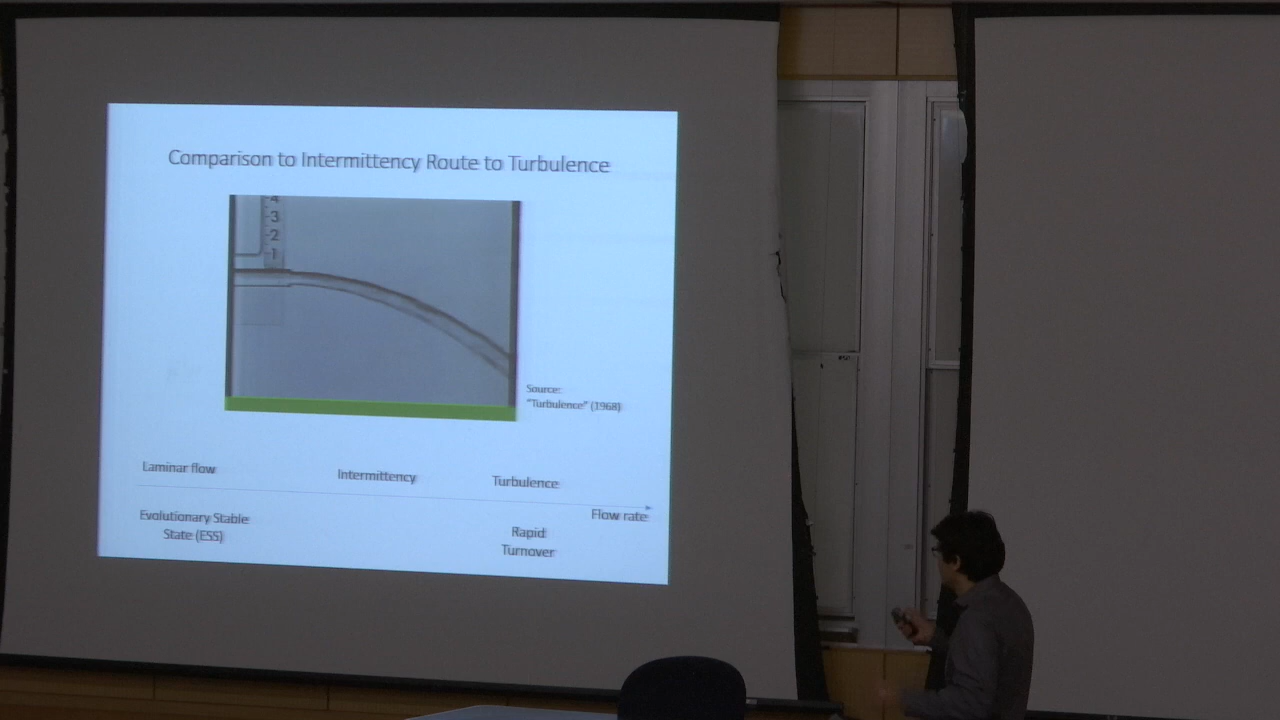 Comparison to Intermittency Route to Turbulence
4
3
2
1
Source:
"Turbulence" (1968)
Laminar flow
Intermittency
Turbulence
Flow rate
Evolutionary Stable
State (ESS)
Rapid
Turnover